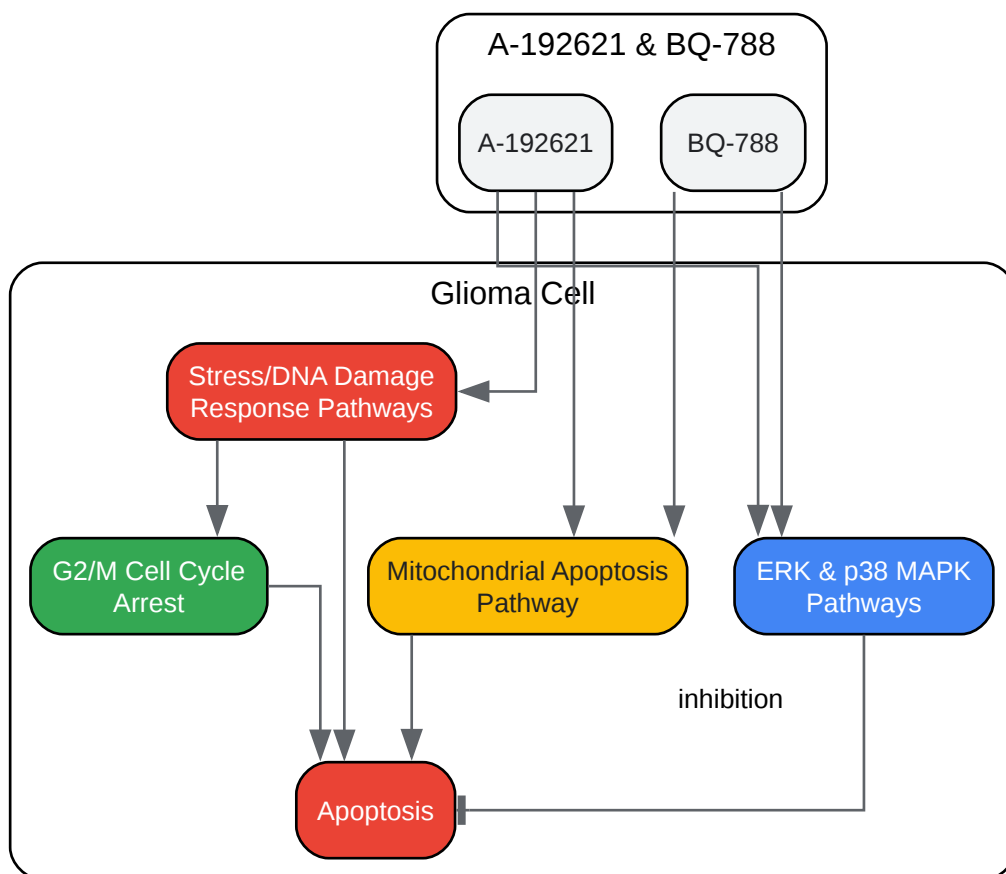 A-192621 & BQ-788
A-192621
BQ-788
Glioma Cell
Stress/DNA Damage
Response Pathways
G2/M Cell Cycle
Arrest
Mitochondrial Apoptosis
Pathway
ERK & p38 MAPK
Pathways
inhibition
Apoptosis